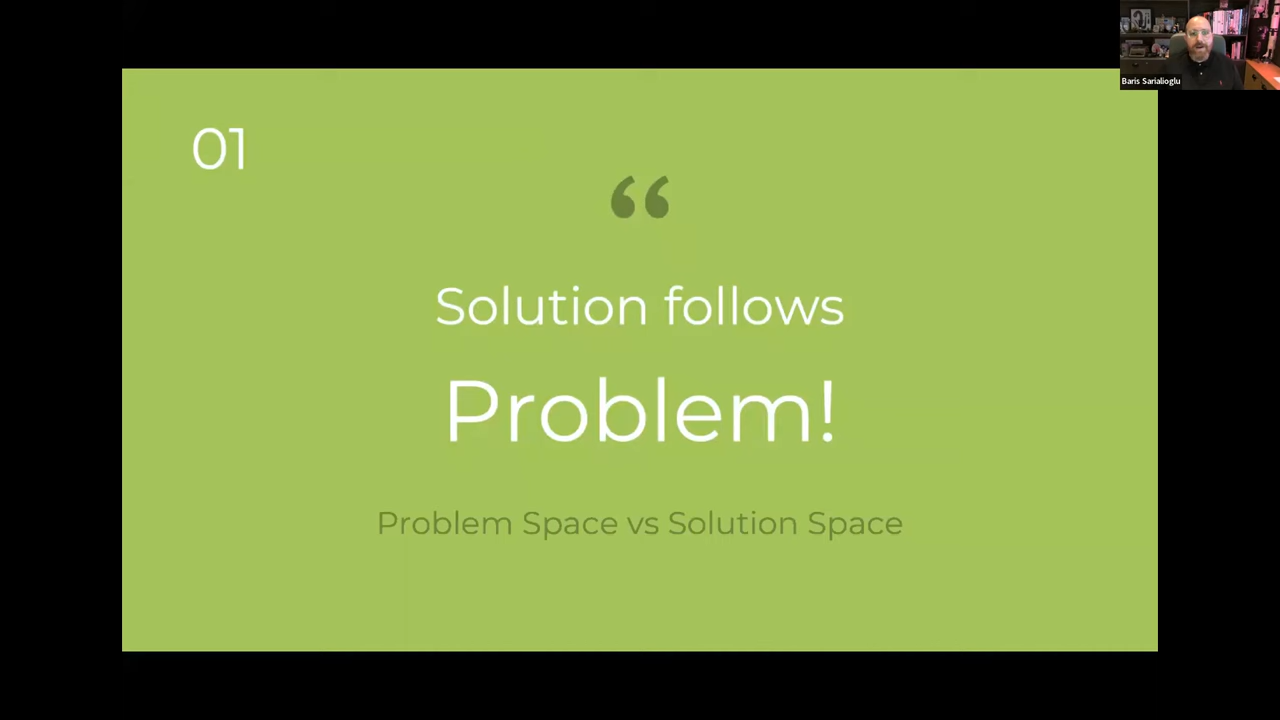 Baris Sarialioglu
01
“
Solution follows
Problem!
Problem Space vs Solution Space